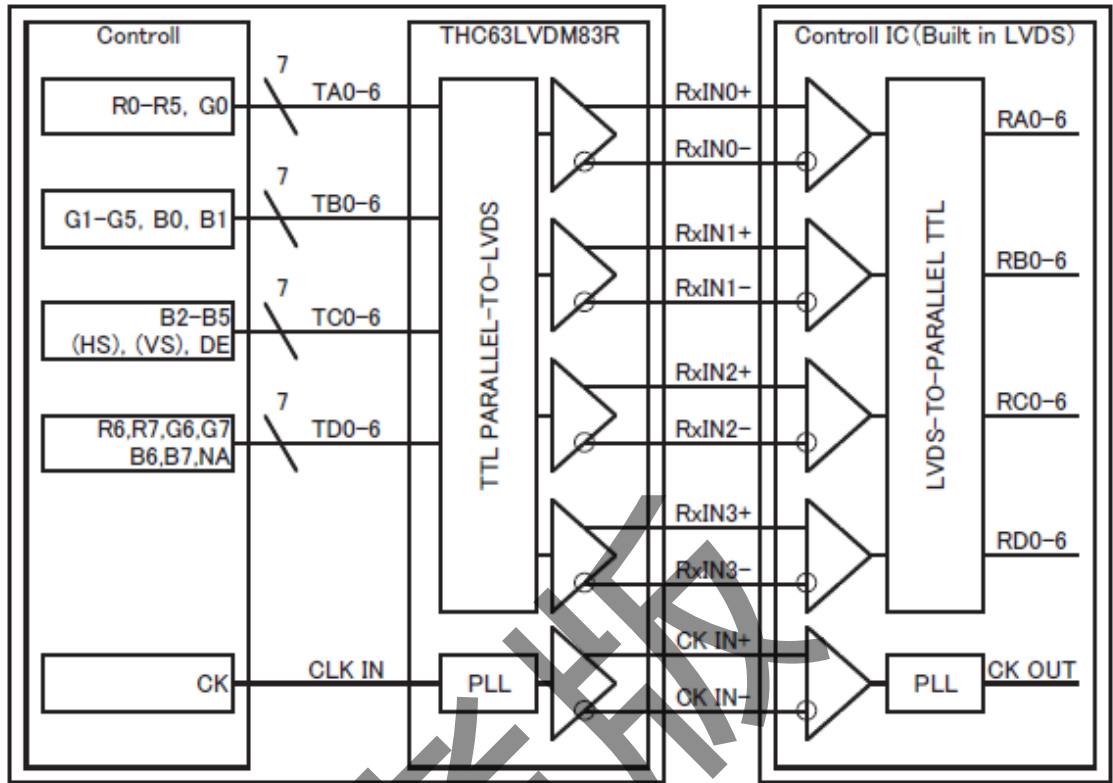 Controll
THC63LVDM83R
Controll IC(Built in LVDS)
R0-R5, G0
7
TA0-6
RxIN0+
RxIN0-
RA0-6
G1-G5, B0, B1
7
TB0-6
RxIN1+
RxIN1-
RB0-6
B2-B5
(HS), (VS), DE
7
TC0-6
RxIN2+
RxIN2-
RC0-6
R6,R7,G6,G7
B6,B7,NA
7
TD0-6
RxIN3+
RxIN3-
RD0-6
TTL PARALLEL-TO-LVDS
LVDS-TO-PARALLEL TTL
CK
CLK IN
PLL
CK IN+
CK IN-
PLL
CK OUT
版